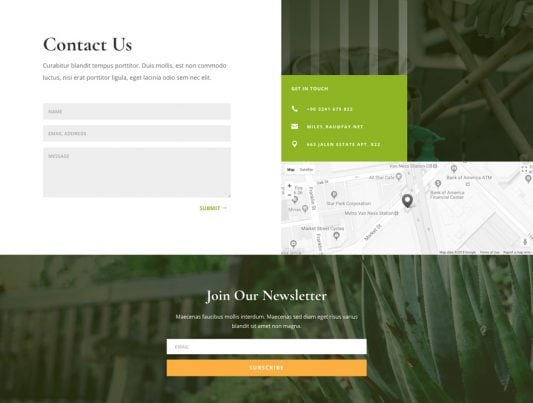 Contact Us
Curabitur blandit tempus porttitor. Duis mollis, est non commodo
luctus, nisi erat porttitor ligula, eget lacinia odio sem nec elit.
NAME
EMAIL ADDRESS
MESSAGE
SUBMIT →
GET IN TOUCH
+90 3241 675 822
MILES_RAU@FAY.NET
663 JALEN ESTATE APT. 822
Map Satellite
Van Ness Station
Bank of America ATM
All Star Cafe
Oak St
Bank of America
Financial Center
Star Park Corporation
Metro Van Ness Station
Market Street Cycles
Franklin St
Market St
Map data ©2018 Google Terms of Use Report a map error
Join Our Newsletter
Maecenas faucibus mollis interdum. Maecenas sed diam eget risus varius
blandit sit amet non magna.
EMAIL
SUBSCRIBE